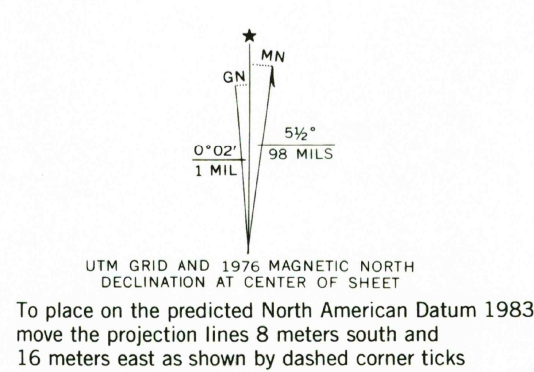 ★
MN
GN
5½°
98 MILS
0°02'
1 MIL
UTM GRID AND 1976 MAGNETIC NORTH
DECLINATION AT CENTER OF SHEET
To place on the predicted North American Datum 1983
move the projection lines 8 meters south and
16 meters east as shown by dashed corner ticks